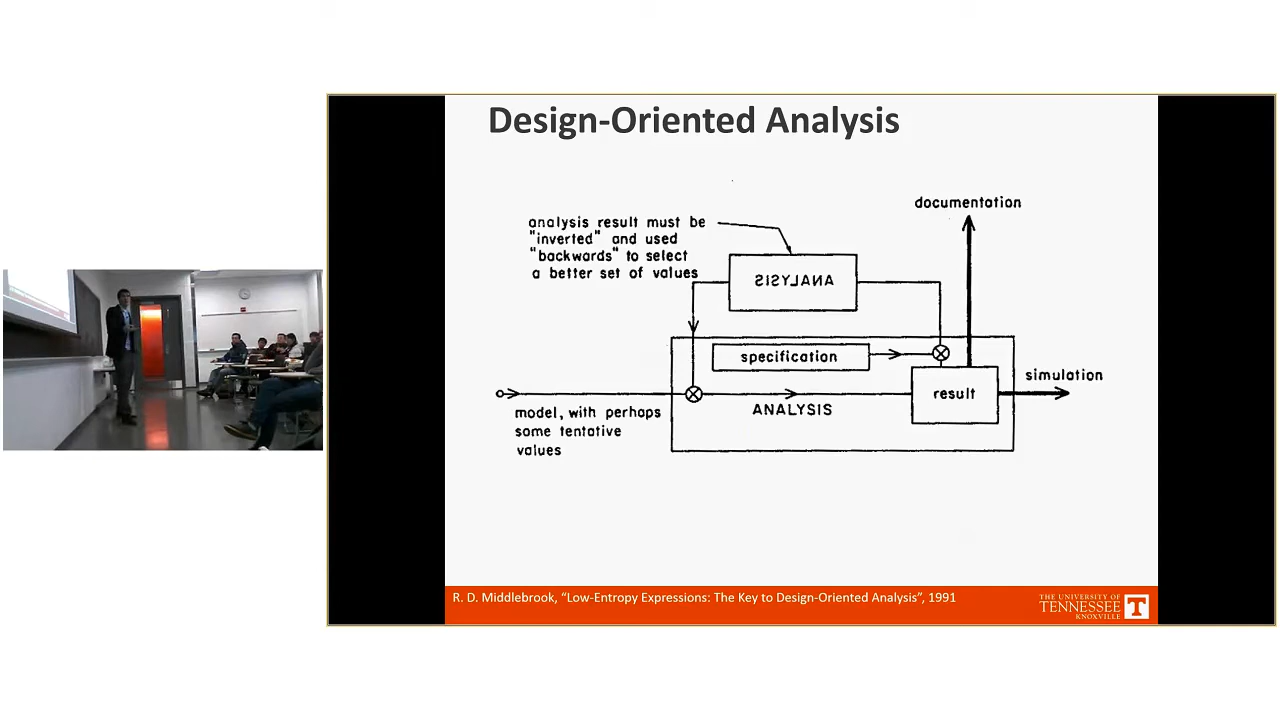 Design-Oriented Analysis
documentation
analysis result must be
"inverted" and used
"backwards" to select
a better set of values
ANALYSIS
specification
simulation
result
model, with perhaps
some tentative
values
ANALYSIS
R. D. Middlebrook, “Low-Entropy Expressions: The Key to Design-Oriented Analysis”, 1991
THE UNIVERSITY OF
TENNESSEE
KNOXVILLE
T